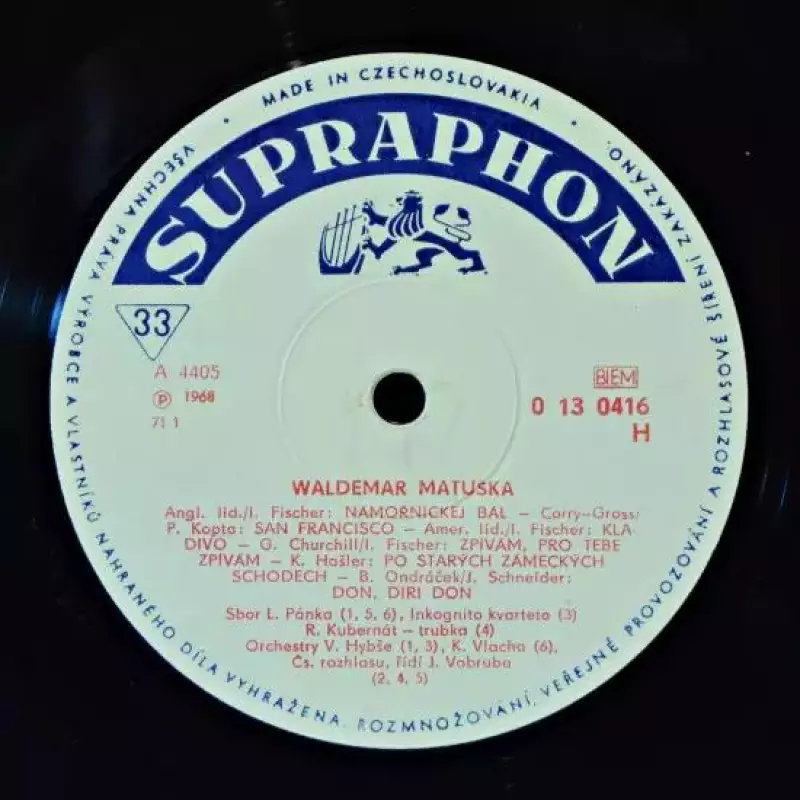 MADE IN CZECHOSLOVAKIA
SUPRAPHON
33
A 4405
Ⓟ 1968
71 1
BIEM
0 13 0416
H
WALDEMAR MATUSKA
Angl. lid./I. Fischer: NAMORNICKEJ BÁL – Corry-Gross/
P. Kopta: SAN FRANCISCO – Amer. lid./I. Fischer: KLA-
DIVO – G. Churchill/I. Fischer: ZPÍVÁM, PRO TEBE
ZPÍVÁM – K. Hašler: PO STARÝCH ZÁMECKÝCH
SCHODECH – B. Ondráček/J. Schneider:
DON, DIRI DON
Sbor L. Pánka (1, 5, 6), Inkognito kvarteto (3)
R. Kubernát – trubka (4)
Orchestry V. Hybše (1, 3), K. Vlacha (6),
Čs. rozhlasu, řídí J. Vobruba
(2, 4, 5)
VŠECHNA PRÁVA VÝROBCE A VLASTNÍKŮ NAHRANÉHO DÍLA VYHRAŽENA. ROZMNOŽOVÁNÍ, VEŘEJNÉ PROVOZOVÁNÍ A ROZHLASOVÉ ŠÍŘENÍ ZAKÁZÁNO.